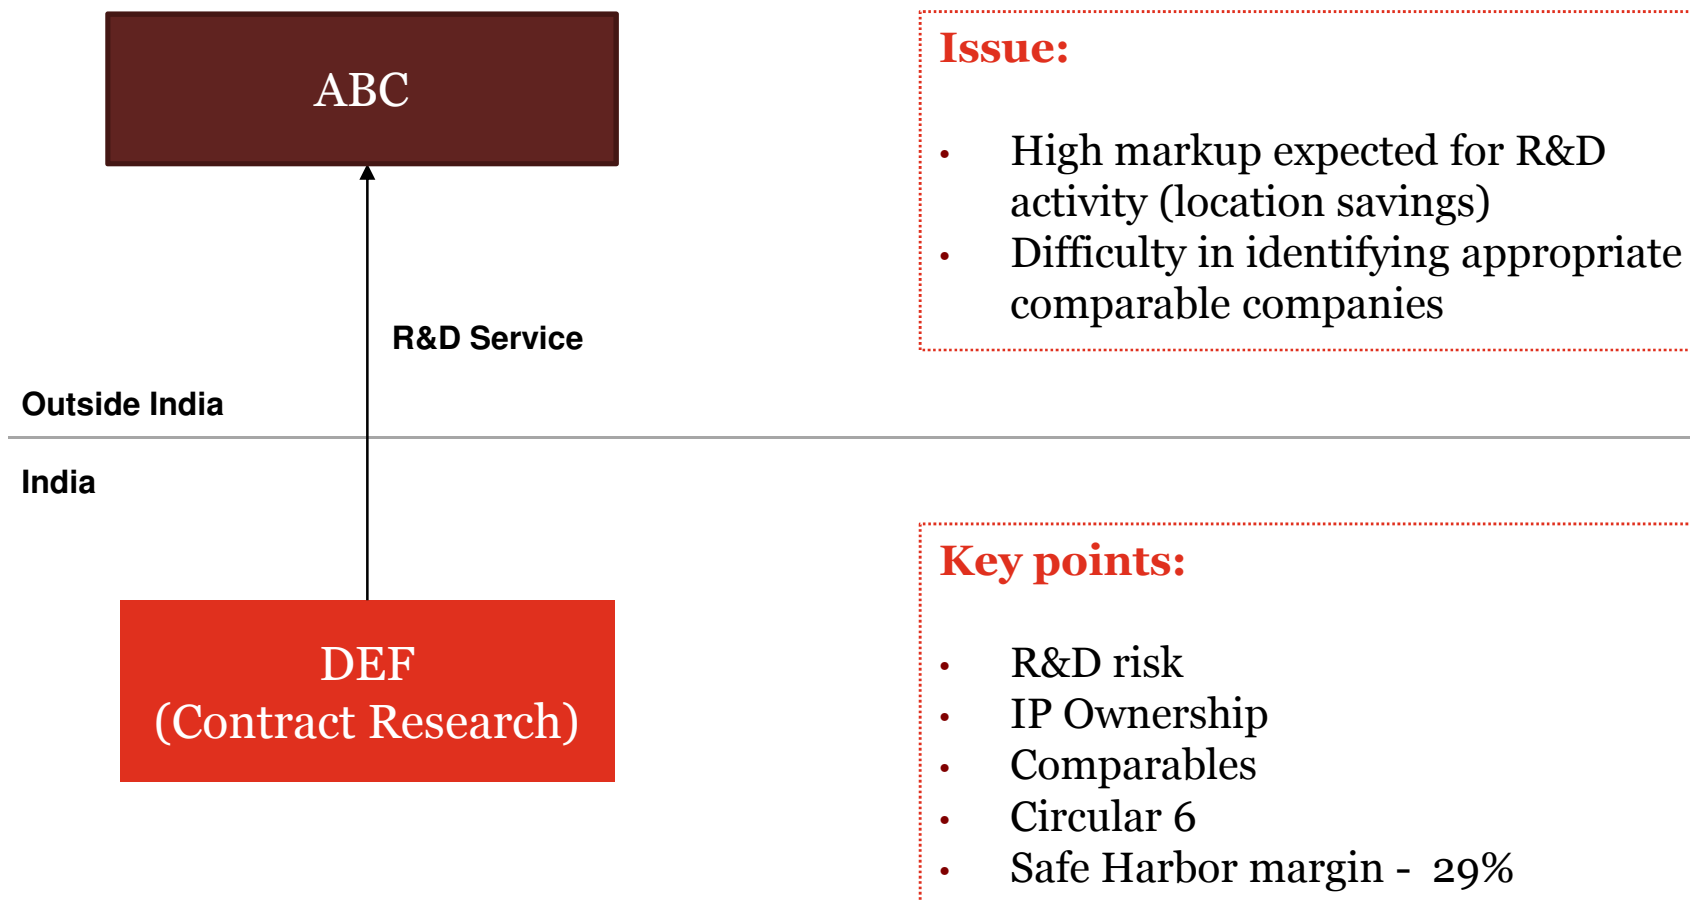 ABC
R&D Service
Outside India
India
DEF
(Contract Research)
Issue:
• High markup expected for R&D
activity (location savings)
• Difficulty in identifying appropriate
comparable companies
Key points:
• R&D risk
• IP Ownership
• Comparables
• Circular 6
• Safe Harbor margin - 29%